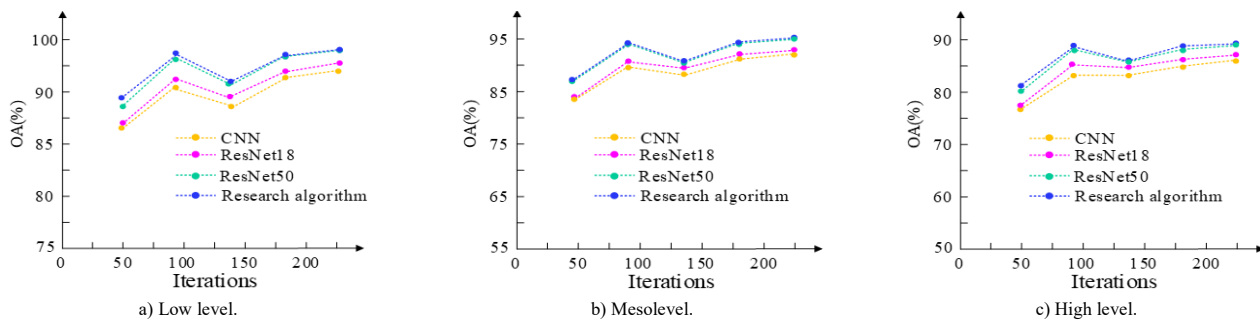 OA(%)
100
90
85
80
75
0
50
100
150
200
CNN
ResNet18
ResNet50
Research algorithm
Iterations
a) Low level.
OA(%)
95
85
75
65
55
0
50
100
150
200
CNN
ResNet18
ResNet50
Research algorithm
Iterations
b) Mesolevel.
OA(%)
90
80
70
60
50
0
50
100
150
200
CNN
ResNet18
ResNet50
Research algorithm
Iterations
c) High level.